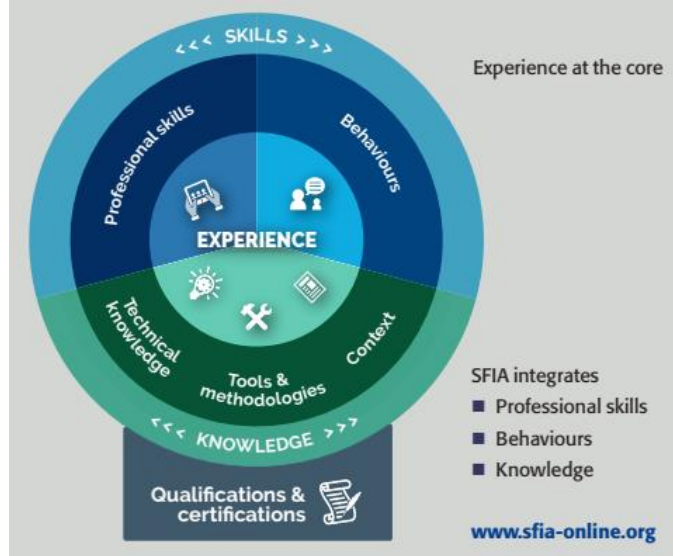 <<< SKILLS >>>
Experience at the core
Professional skills
Behaviours
EXPERIENCE
Technical
knowledge
Tools &
methodologies
Context
<<< KNOWLEDGE >>>
Qualifications &
certifications
SFIA integrates
■ Professional skills
■ Behaviours
■ Knowledge
www.sfia-online.org